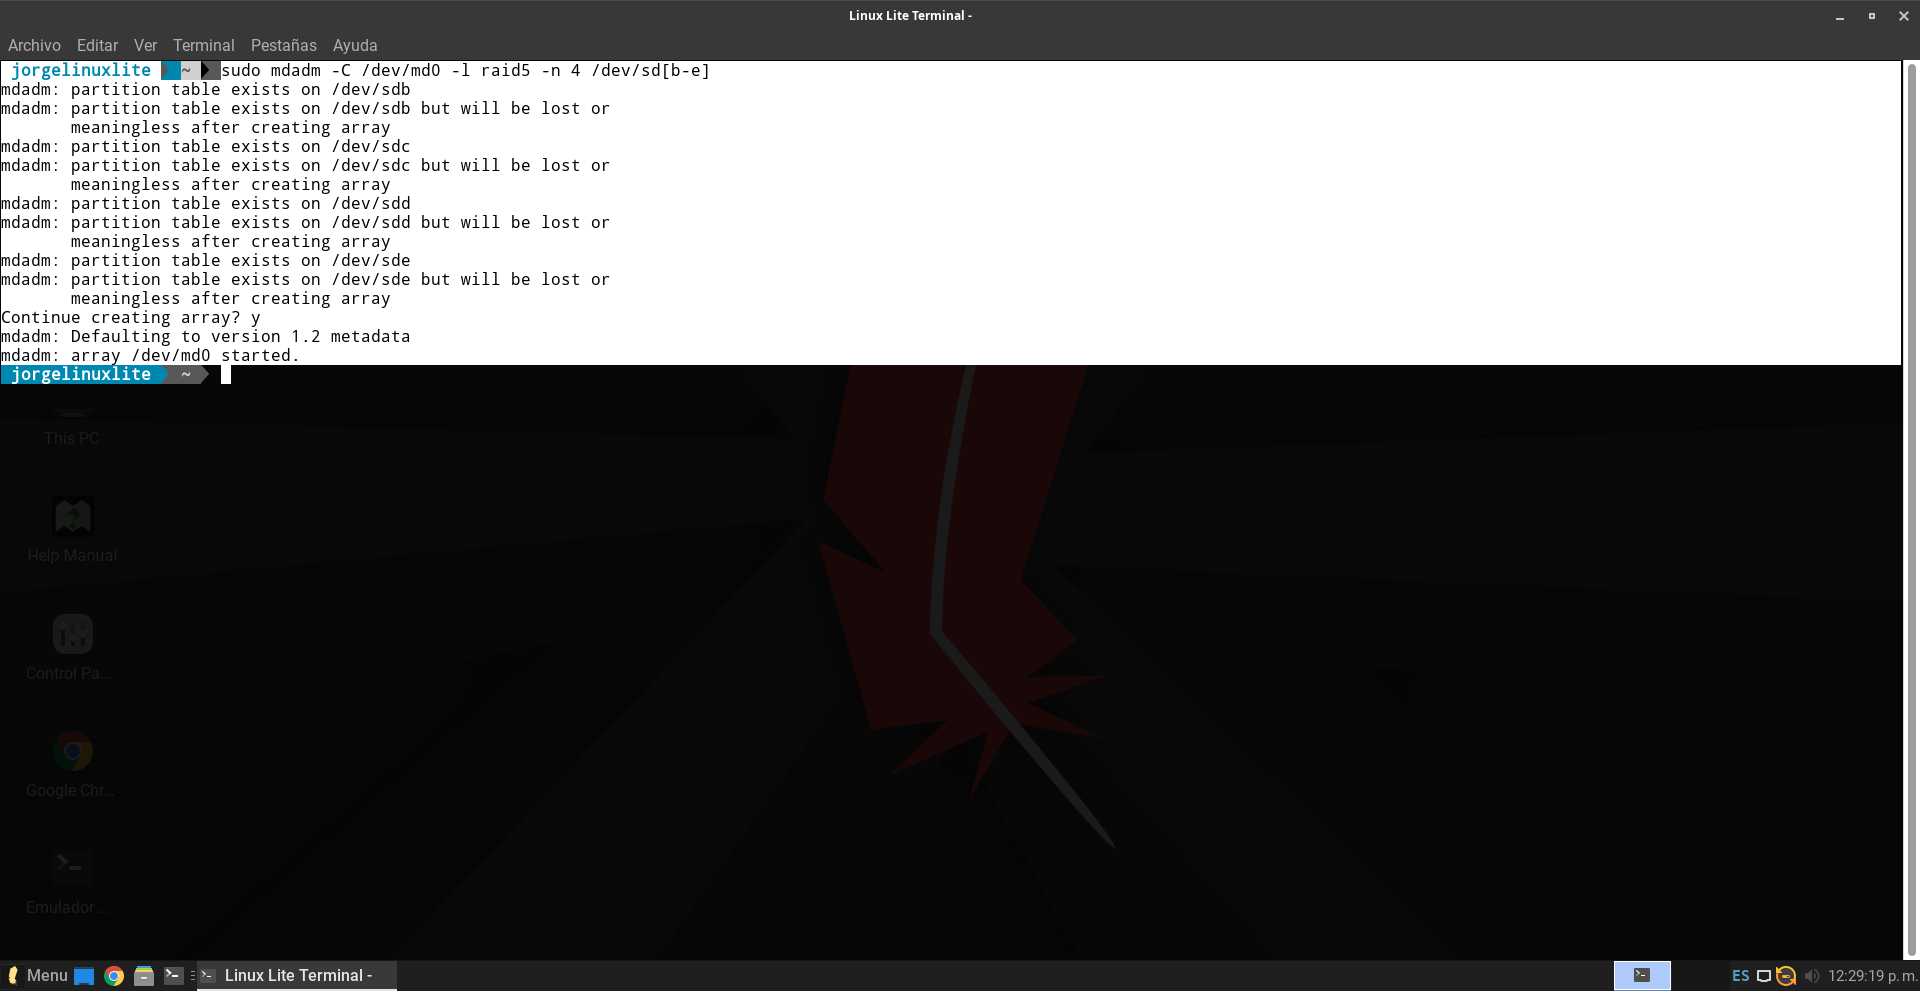 Linux Lite Terminal -
Archivo Editar Ver Terminal Pestañas Ayuda
jorgelinuxlite ~ sudo mdadm -C /dev/md0 -l raid5 -n 4 /dev/sd[b-e]
mdadm: partition table exists on /dev/sdb
mdadm: partition table exists on /dev/sdb but will be lost or
meaningless after creating array
mdadm: partition table exists on /dev/sdc
mdadm: partition table exists on /dev/sdc but will be lost or
meaningless after creating array
mdadm: partition table exists on /dev/sdd
mdadm: partition table exists on /dev/sdd but will be lost or
meaningless after creating array
mdadm: partition table exists on /dev/sde
mdadm: partition table exists on /dev/sde but will be lost or
meaningless after creating array
Continue creating array? y
mdadm: Defaulting to version 1.2 metadata
mdadm: array /dev/md0 started.
jorgelinuxlite ~
This PC
Help Manual
Control Pa...
Google Chr...
Emulador ...
Menu Linux Lite Terminal - ES 12:29:19 p. m.